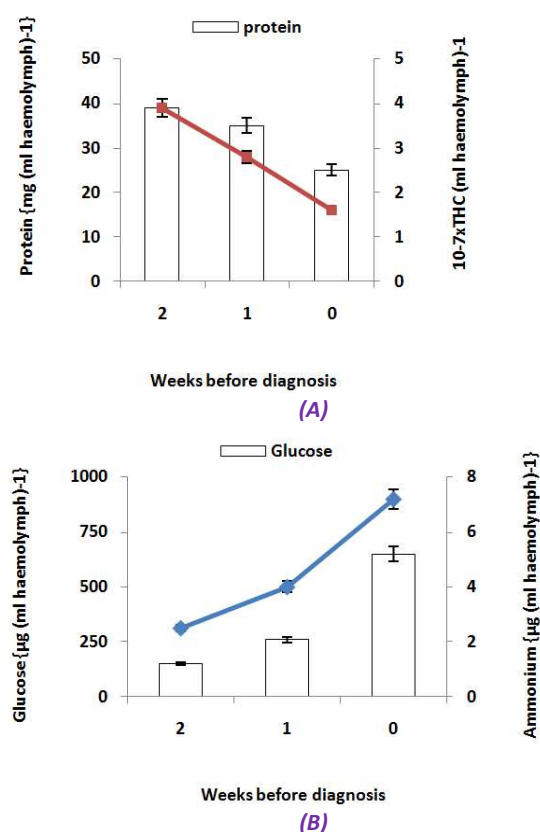 protein
50
40
30
20
10
0
Protein {mg (ml haemolymph)-1}
5
4
3
2
1
0
10-7xTHC (ml haemolymph)-1
2 1 0
Weeks before diagnosis
(A)
Glucose
1000
750
500
250
0
Glucose{µg (ml haemolymph)-1}
8
6
4
2
0
Ammonium {µg (ml haemolymph)-1}
2 1 0
Weeks before diagnosis
(B)